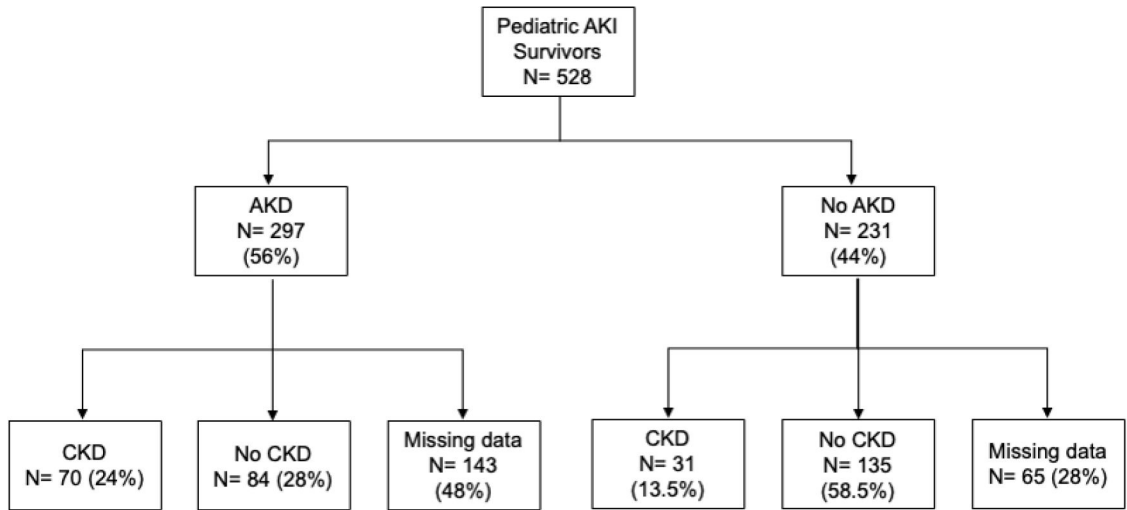 Pediatric AKI
Survivors
N= 528
AKD
N= 297
(56%)
No AKD
N= 231
(44%)
CKD
N= 70 (24%)
No CKD
N= 84 (28%)
Missing data
N= 143
(48%)
CKD
N= 31
(13.5%)
No CKD
N= 135
(58.5%)
Missing data
N= 65 (28%)